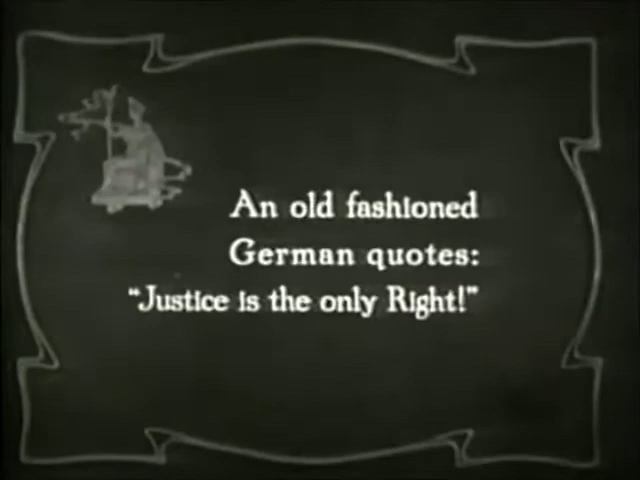 An old fashioned
German quotes:
"Justice is the only Right!"